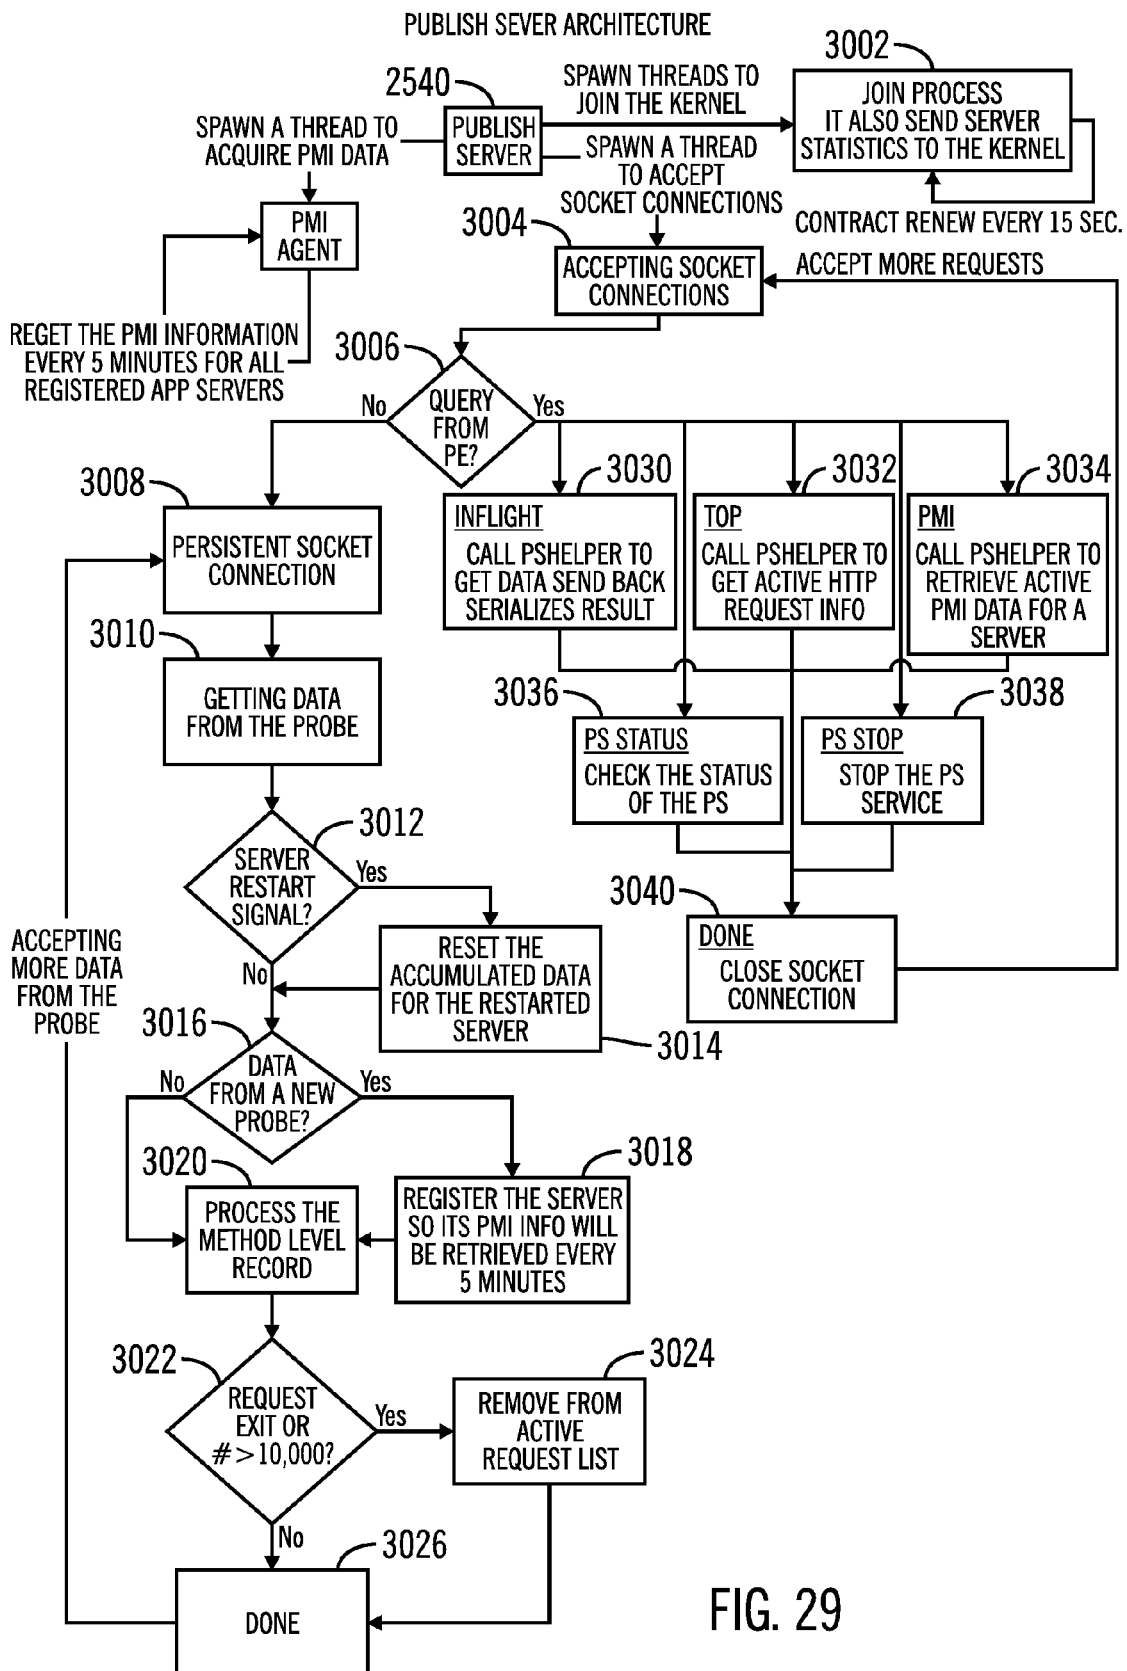 PUBLISH SEVER ARCHITECTURE
3002
2540
SPAWN THREADS TO
JOIN THE KERNEL
JOIN PROCESS
IT ALSO SEND SERVER
STATISTICS TO THE KERNEL
SPAWN A THREAD TO
ACQUIRE PMI DATA
PUBLISH
SERVER
SPAWN A THREAD
TO ACCEPT
SOCKET CONNECTIONS
CONTRACT RENEW EVERY 15 SEC.
PMI
AGENT
3004
ACCEPTING SOCKET
CONNECTIONS
ACCEPT MORE REQUESTS
REGET THE PMI INFORMATION
EVERY 5 MINUTES FOR ALL
REGISTERED APP SERVERS
3006
QUERY
FROM
PE?
No
Yes
3008
PERSISTENT SOCKET
CONNECTION
3030
INFLIGHT
CALL PSHELPER TO
GET DATA SEND BACK
SERIALIZES RESULT
3032
TOP
CALL PSHELPER TO
GET ACTIVE HTTP
REQUEST INFO
3034
PMI
CALL PSHELPER TO
RETRIEVE ACTIVE
PMI DATA FOR A
SERVER
3010
GETTING DATA
FROM THE PROBE
3036
PS STATUS
CHECK THE STATUS
OF THE PS
3038
PS STOP
STOP THE PS
SERVICE
3012
SERVER
RESTART
SIGNAL?
Yes
No
3040
DONE
CLOSE SOCKET
CONNECTION
ACCEPTING
MORE DATA
FROM THE
PROBE
RESET THE
ACCUMULATED DATA
FOR THE RESTARTED
SERVER
3014
3016
DATA
FROM A NEW
PROBE?
No
Yes
3018
REGISTER THE SERVER
SO ITS PMI INFO WILL
BE RETRIEVED EVERY
5 MINUTES
3020
PROCESS THE
METHOD LEVEL
RECORD
3022
REQUEST
EXIT OR
#>10,000?
Yes
No
3024
REMOVE FROM
ACTIVE
REQUEST LIST
3026
DONE
FIG. 29